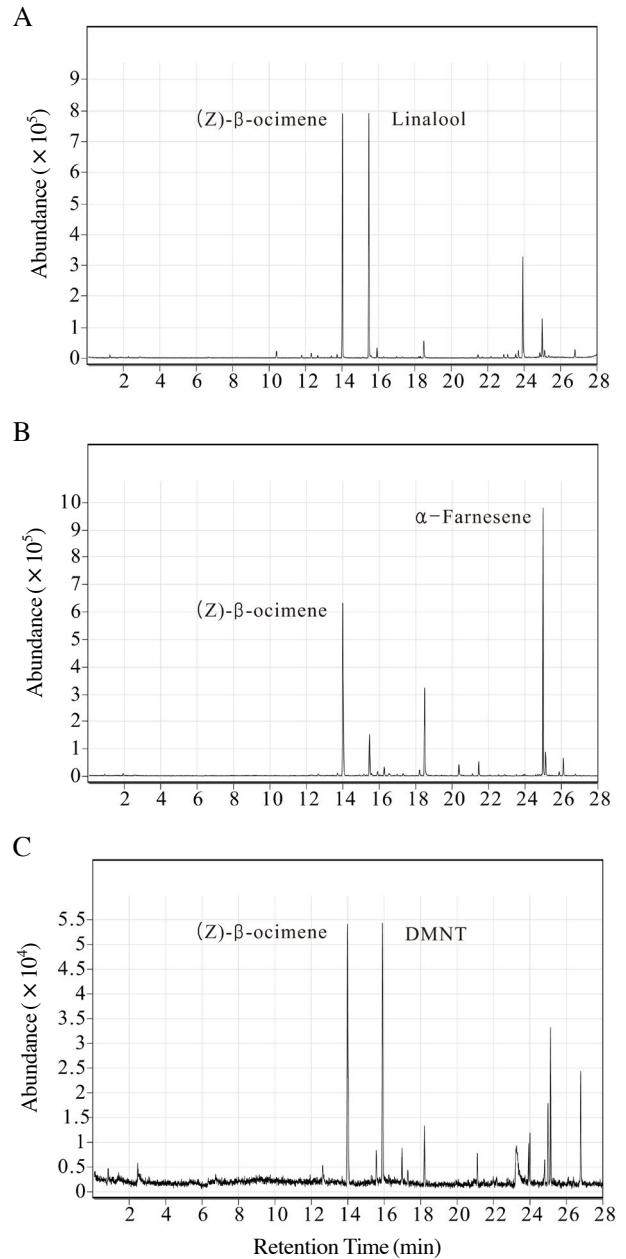 A
Abundance (×10⁵)
9
8
7
6
5
4
3
2
1
0
(Z)-β-ocimene
Linalool
2 4 6 8 10 12 14 16 18 20 22 24 26 28
B
Abundance (×10⁵)
10
9
8
7
6
5
4
3
2
1
0
α-Farnesene
(Z)-β-ocimene
2 4 6 8 10 12 14 16 18 20 22 24 26 28
C
Abundance (×10⁴)
5.5
5
4.5
3.5
3.5
3
2.5
2
1.5
1.5
0.5
0
(Z)-β-ocimene
DMNT
2 4 6 8 10 12 14 16 18 20 22 24 26 28
Retention Time (min)